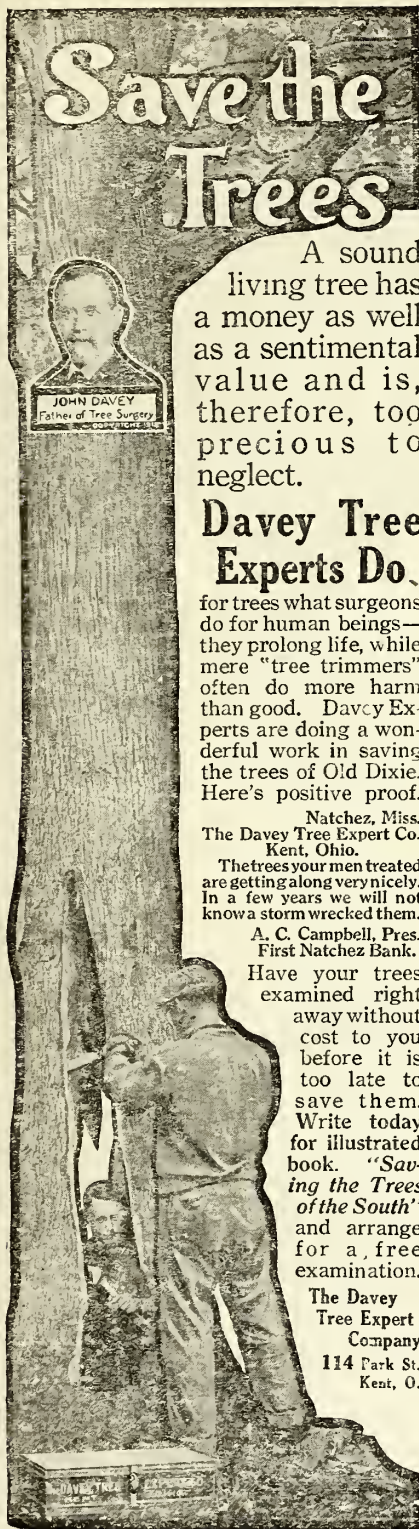 Save the
Trees
JOHN DAVEY
Father of Tree Surgery
COPYRIGHT
A sound
living tree has
a money as well
as a sentimental
value and is,
therefore, too
precious to
neglect.
Davey Tree
Experts Do
for trees what surgeons
do for human beings—
they prolong life, while
mere "tree trimmers"
often do more harm
than good. Davey Ex-
perts are doing a won-
derful work in saving
the trees of Old Dixie.
Here's positive proof.
Natchez, Miss.
The Davey Tree Expert Co.
Kent, Ohio.
The trees your men treated
are getting along very nicely.
In a few years we will not
know a storm wrecked them.
A. C. Campbell, Pres.
First Natchez Bank.
Have your trees
examined right
away without
cost to you
before it is
too late to
save them.
Write today
for illustrated
book. "Sav-
ing the Trees
of the South"
and arrange
for a free
examination.
The Davey
Tree Expert
Company
114 Park St.
Kent, O.
DAVEY TREE
KENT